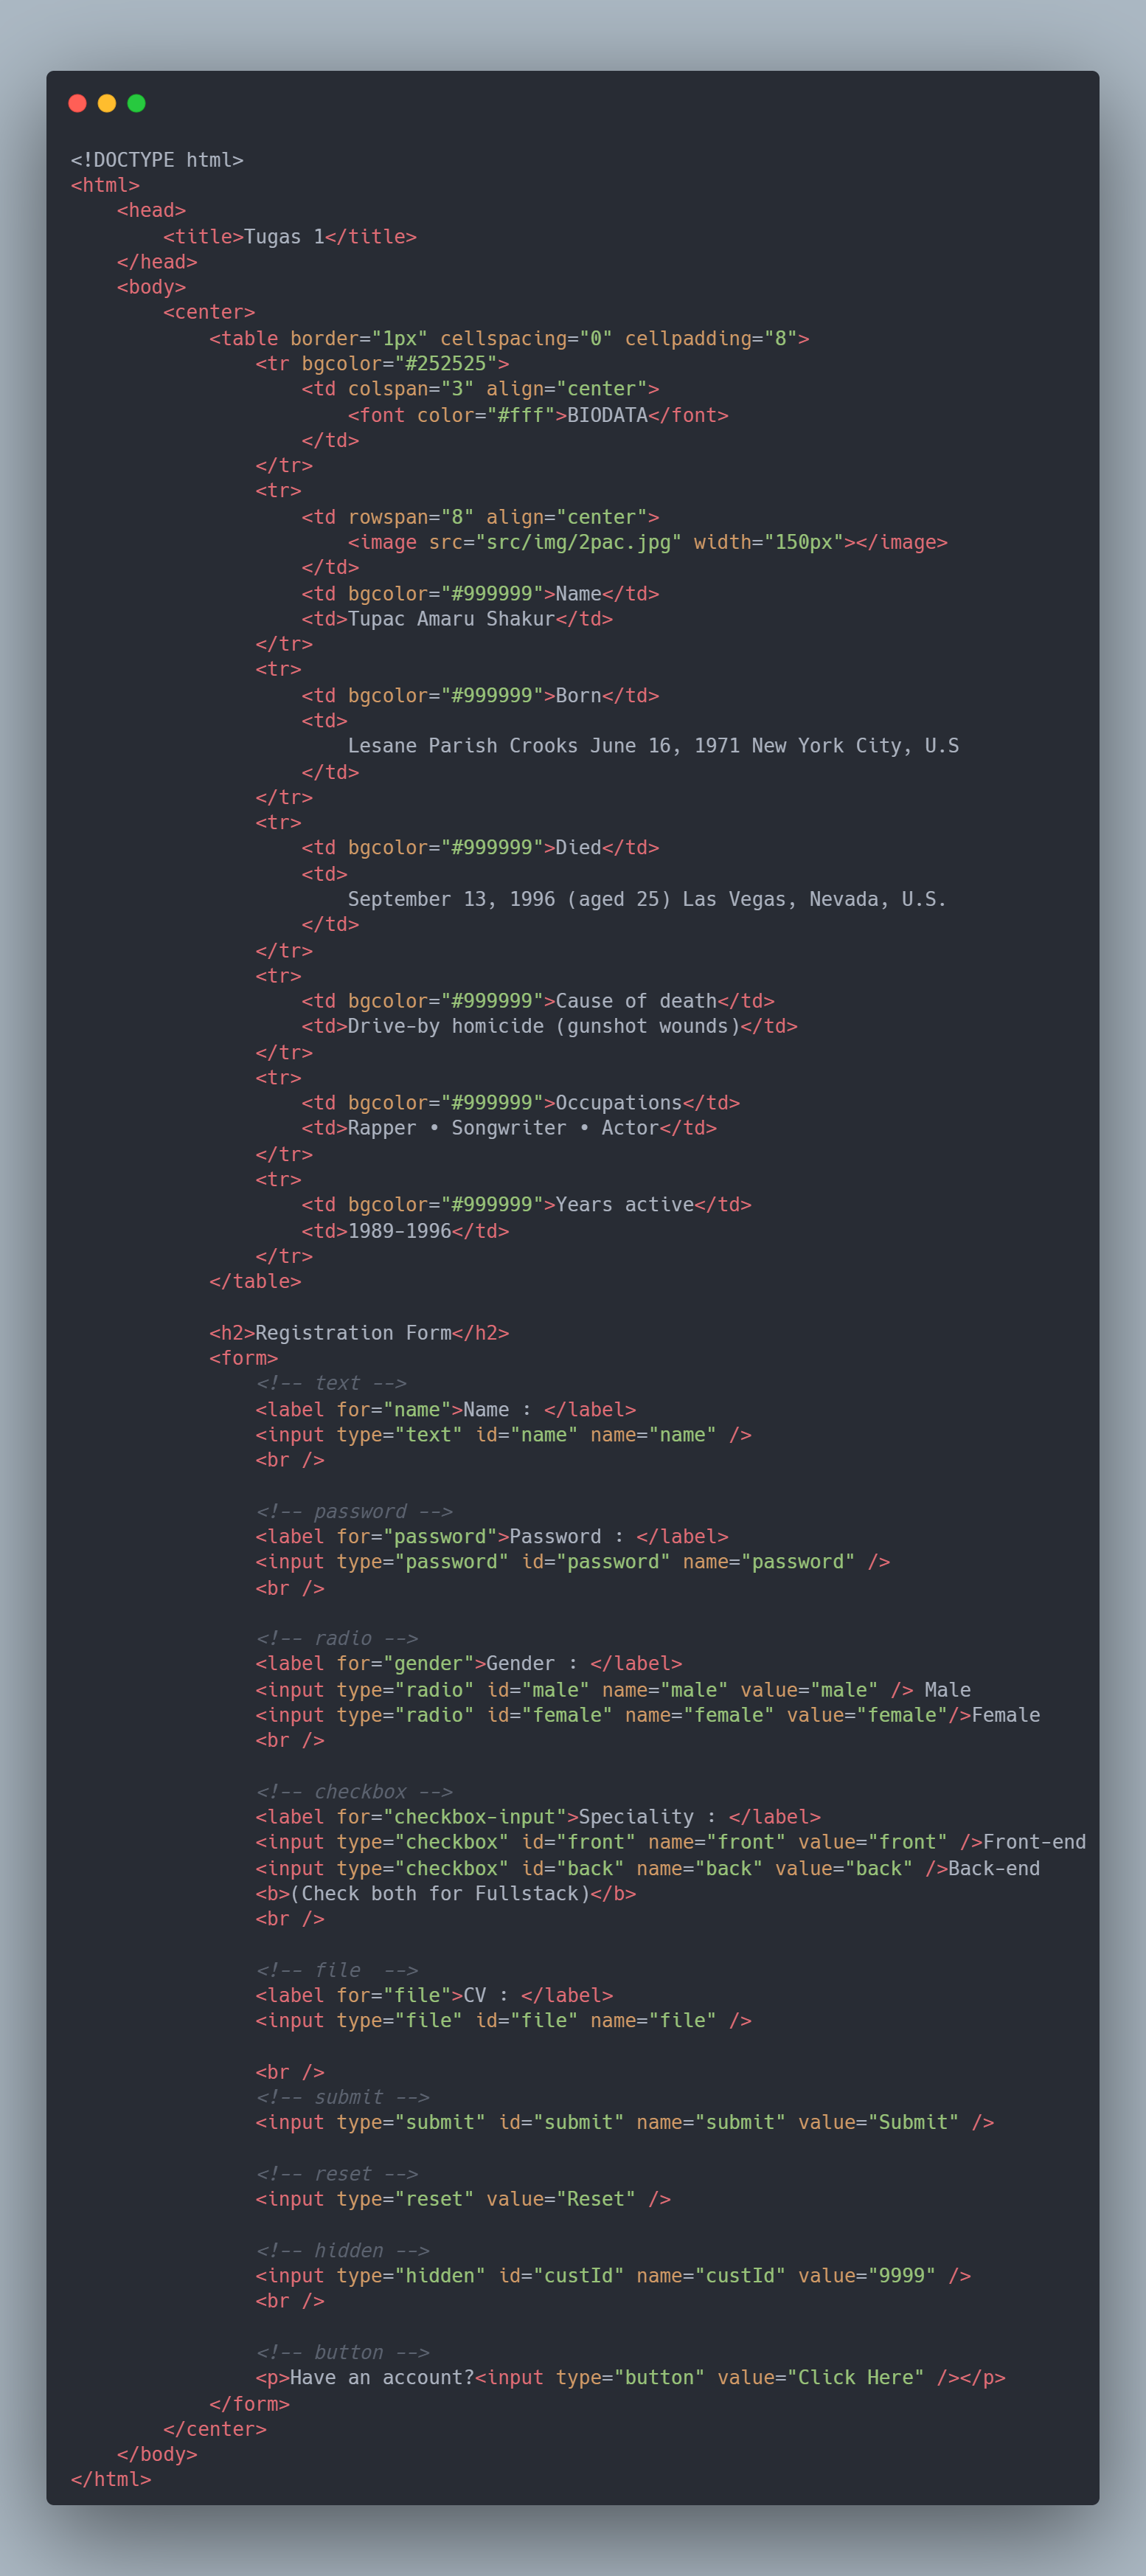 <!DOCTYPE html>
<html>
    <head>
        <title>Tugas 1</title>
    </head>
    <body>
        <center>
            <table border="1px" cellspacing="0" cellpadding="8">
                <tr bgcolor="#252525">
                    <td colspan="3" align="center">
                        <font color="#fff">BIODATA</font>
                    </td>
                </tr>
                <tr>
                    <td rowspan="8" align="center">
                        <image src="src/img/2pac.jpg" width="150px"></image>
                    </td>
                    <td bgcolor="#999999">Name</td>
                    <td>Tupac Amaru Shakur</td>
                </tr>
                <tr>
                    <td bgcolor="#999999">Born</td>
                    <td>
                        Lesane Parish Crooks June 16, 1971 New York City, U.S
                    </td>
                </tr>
                <tr>
                    <td bgcolor="#999999">Died</td>
                    <td>
                        September 13, 1996 (aged 25) Las Vegas, Nevada, U.S.
                    </td>
                </tr>
                <tr>
                    <td bgcolor="#999999">Cause of death</td>
                    <td>Drive-by homicide (gunshot wounds)</td>
                </tr>
                <tr>
                    <td bgcolor="#999999">Occupations</td>
                    <td>Rapper • Songwriter • Actor</td>
                </tr>
                <tr>
                    <td bgcolor="#999999">Years active</td>
                    <td>1989-1996</td>
                </tr>
            </table>

            <h2>Registration Form</h2>
            <form>
                <!-- text -->
                <label for="name">Name : </label>
                <input type="text" id="name" name="name" />
                <br />

                <!-- password -->
                <label for="password">Password : </label>
                <input type="password" id="password" name="password" />
                <br />

                <!-- radio -->
                <label for="gender">Gender : </label>
                <input type="radio" id="male" name="male" value="male" /> Male
                <input type="radio" id="female" name="female" value="female"/>Female
                <br />

                <!-- checkbox -->
                <label for="checkbox-input">Speciality : </label>
                <input type="checkbox" id="front" name="front" value="front" />Front-end
                <input type="checkbox" id="back" name="back" value="back" />Back-end
                <b>(Check both for Fullstack)</b>
                <br />

                <!-- file  -->
                <label for="file">CV : </label>
                <input type="file" id="file" name="file" />

                <br />
                <!-- submit -->
                <input type="submit" id="submit" name="submit" value="Submit" />

                <!-- reset -->
                <input type="reset" value="Reset" />

                <!-- hidden -->
                <input type="hidden" id="custId" name="custId" value="9999" />
                <br />

                <!-- button -->
                <p>Have an account?<input type="button" value="Click Here" /></p>
            </form>
        </center>
    </body>
</html>